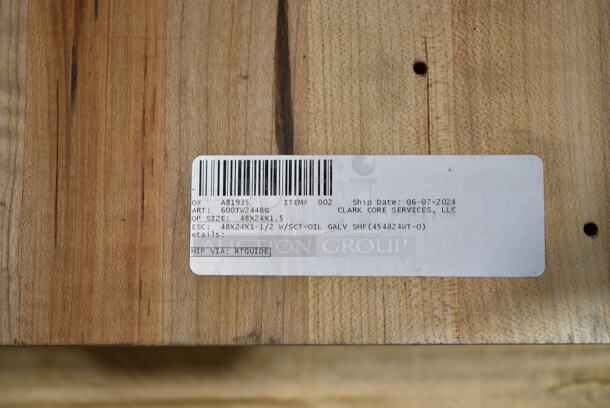 O# A81935 ITEM# 002 Ship Date: 06-07-2024
ART: 600TW2448G CLARK CORE SERVICES, LLC
OP SIZE: 48X24X1.5
ESC: 48X24X1-1/2 W/SCT-OIL GALV SHF(454824WT-O)
etails:
AUCTION GROUP
HIP VIA: RTGUIDE